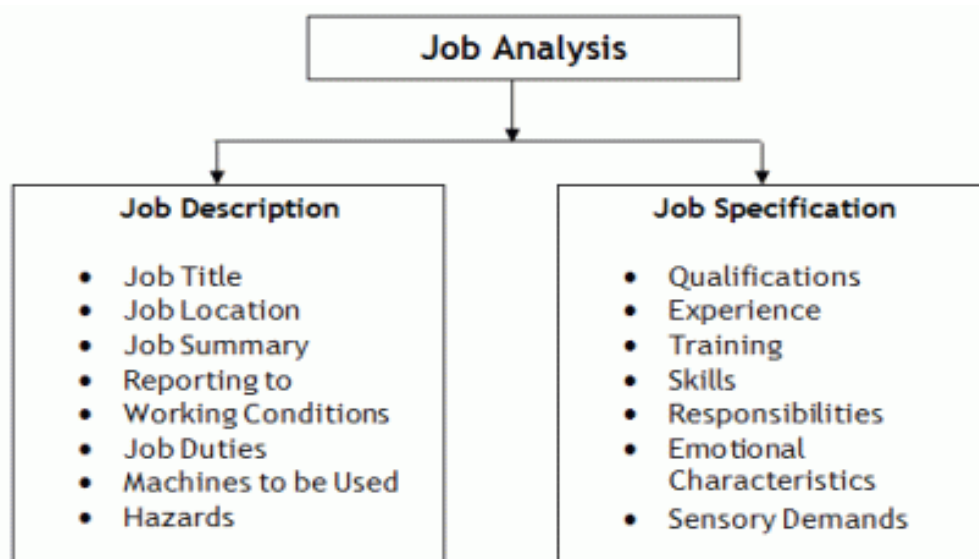 Job Analysis
Job Description
• Job Title
• Job Location
• Job Summary
• Reporting to
• Working Conditions
• Job Duties
• Machines to be Used
• Hazards
Job Specification
• Qualifications
• Experience
• Training
• Skills
• Responsibilities
• Emotional
Characteristics
• Sensory Demands